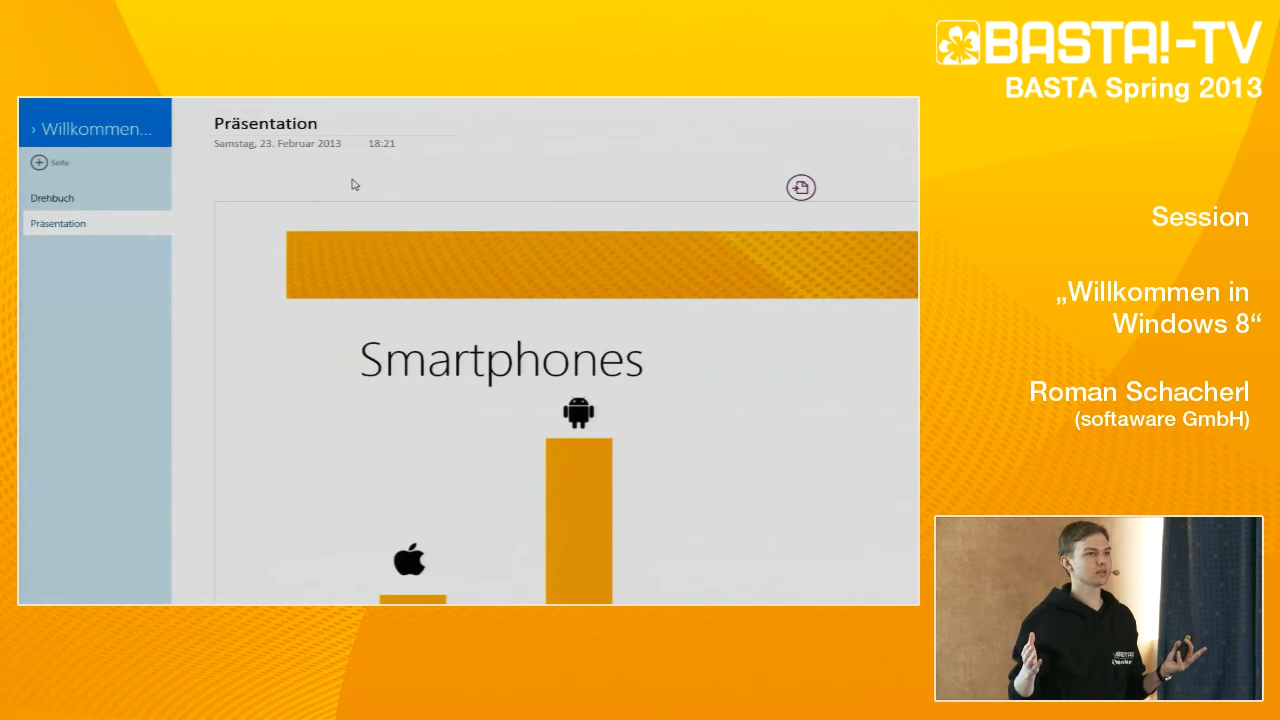 BASTA!-TV
BASTA Spring 2013
› Willkommen...
Seite
Drehbuch
Präsentation
Präsentation
Samstag, 23. Februar 2013 18:21
Smartphones
Session
„Willkommen in
Windows 8“
Roman Schacherl
(softaware GmbH)